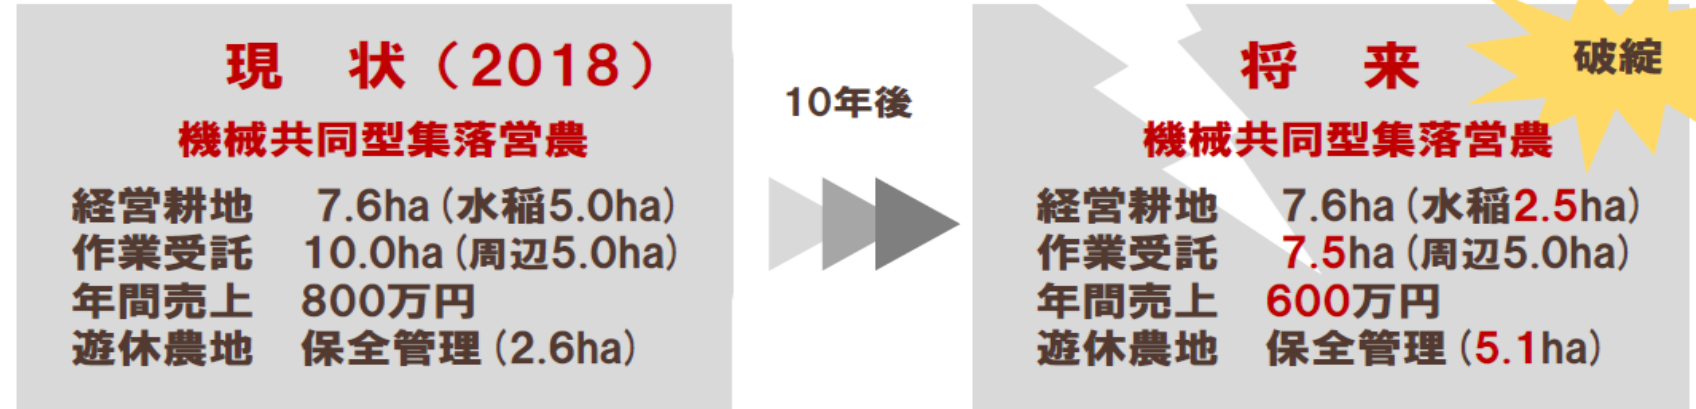 現　状（2018）
機械共同型集落営農
経営耕地　7.6ha（水稲5.0ha）
作業受託　10.0ha（周辺5.0ha）
年間売上　800万円
遊休農地　保全管理（2.6ha）
10年後
将　来
破綻
機械共同型集落営農
経営耕地　7.6ha（水稲2.5ha）
作業受託　7.5ha（周辺5.0ha）
年間売上　600万円
遊休農地　保全管理（5.1ha）